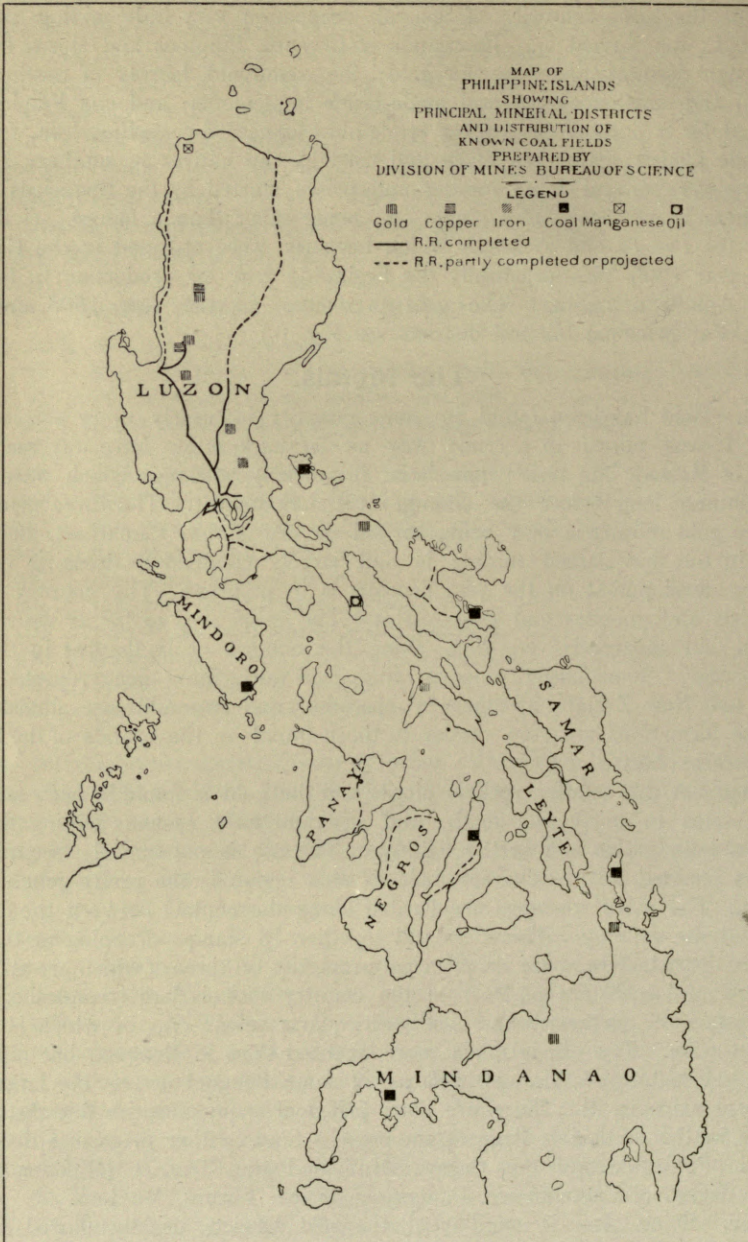 MAP OF
PHILIPPINE ISLANDS
SHOWING
PRINCIPAL MINERAL DISTRICTS
AND DISTRIBUTION OF
KNOWN COAL FIELDS
PREPARED BY
DIVISION OF MINES BUREAU OF SCIENCE
LEGEND
Gold Copper Iron Coal Manganese Oil
R.R. completed
R.R. partly completed or projected
LUZON
MINDORO
SAMAR
PANAY
LEYTE
NEGROS
MINDANAO